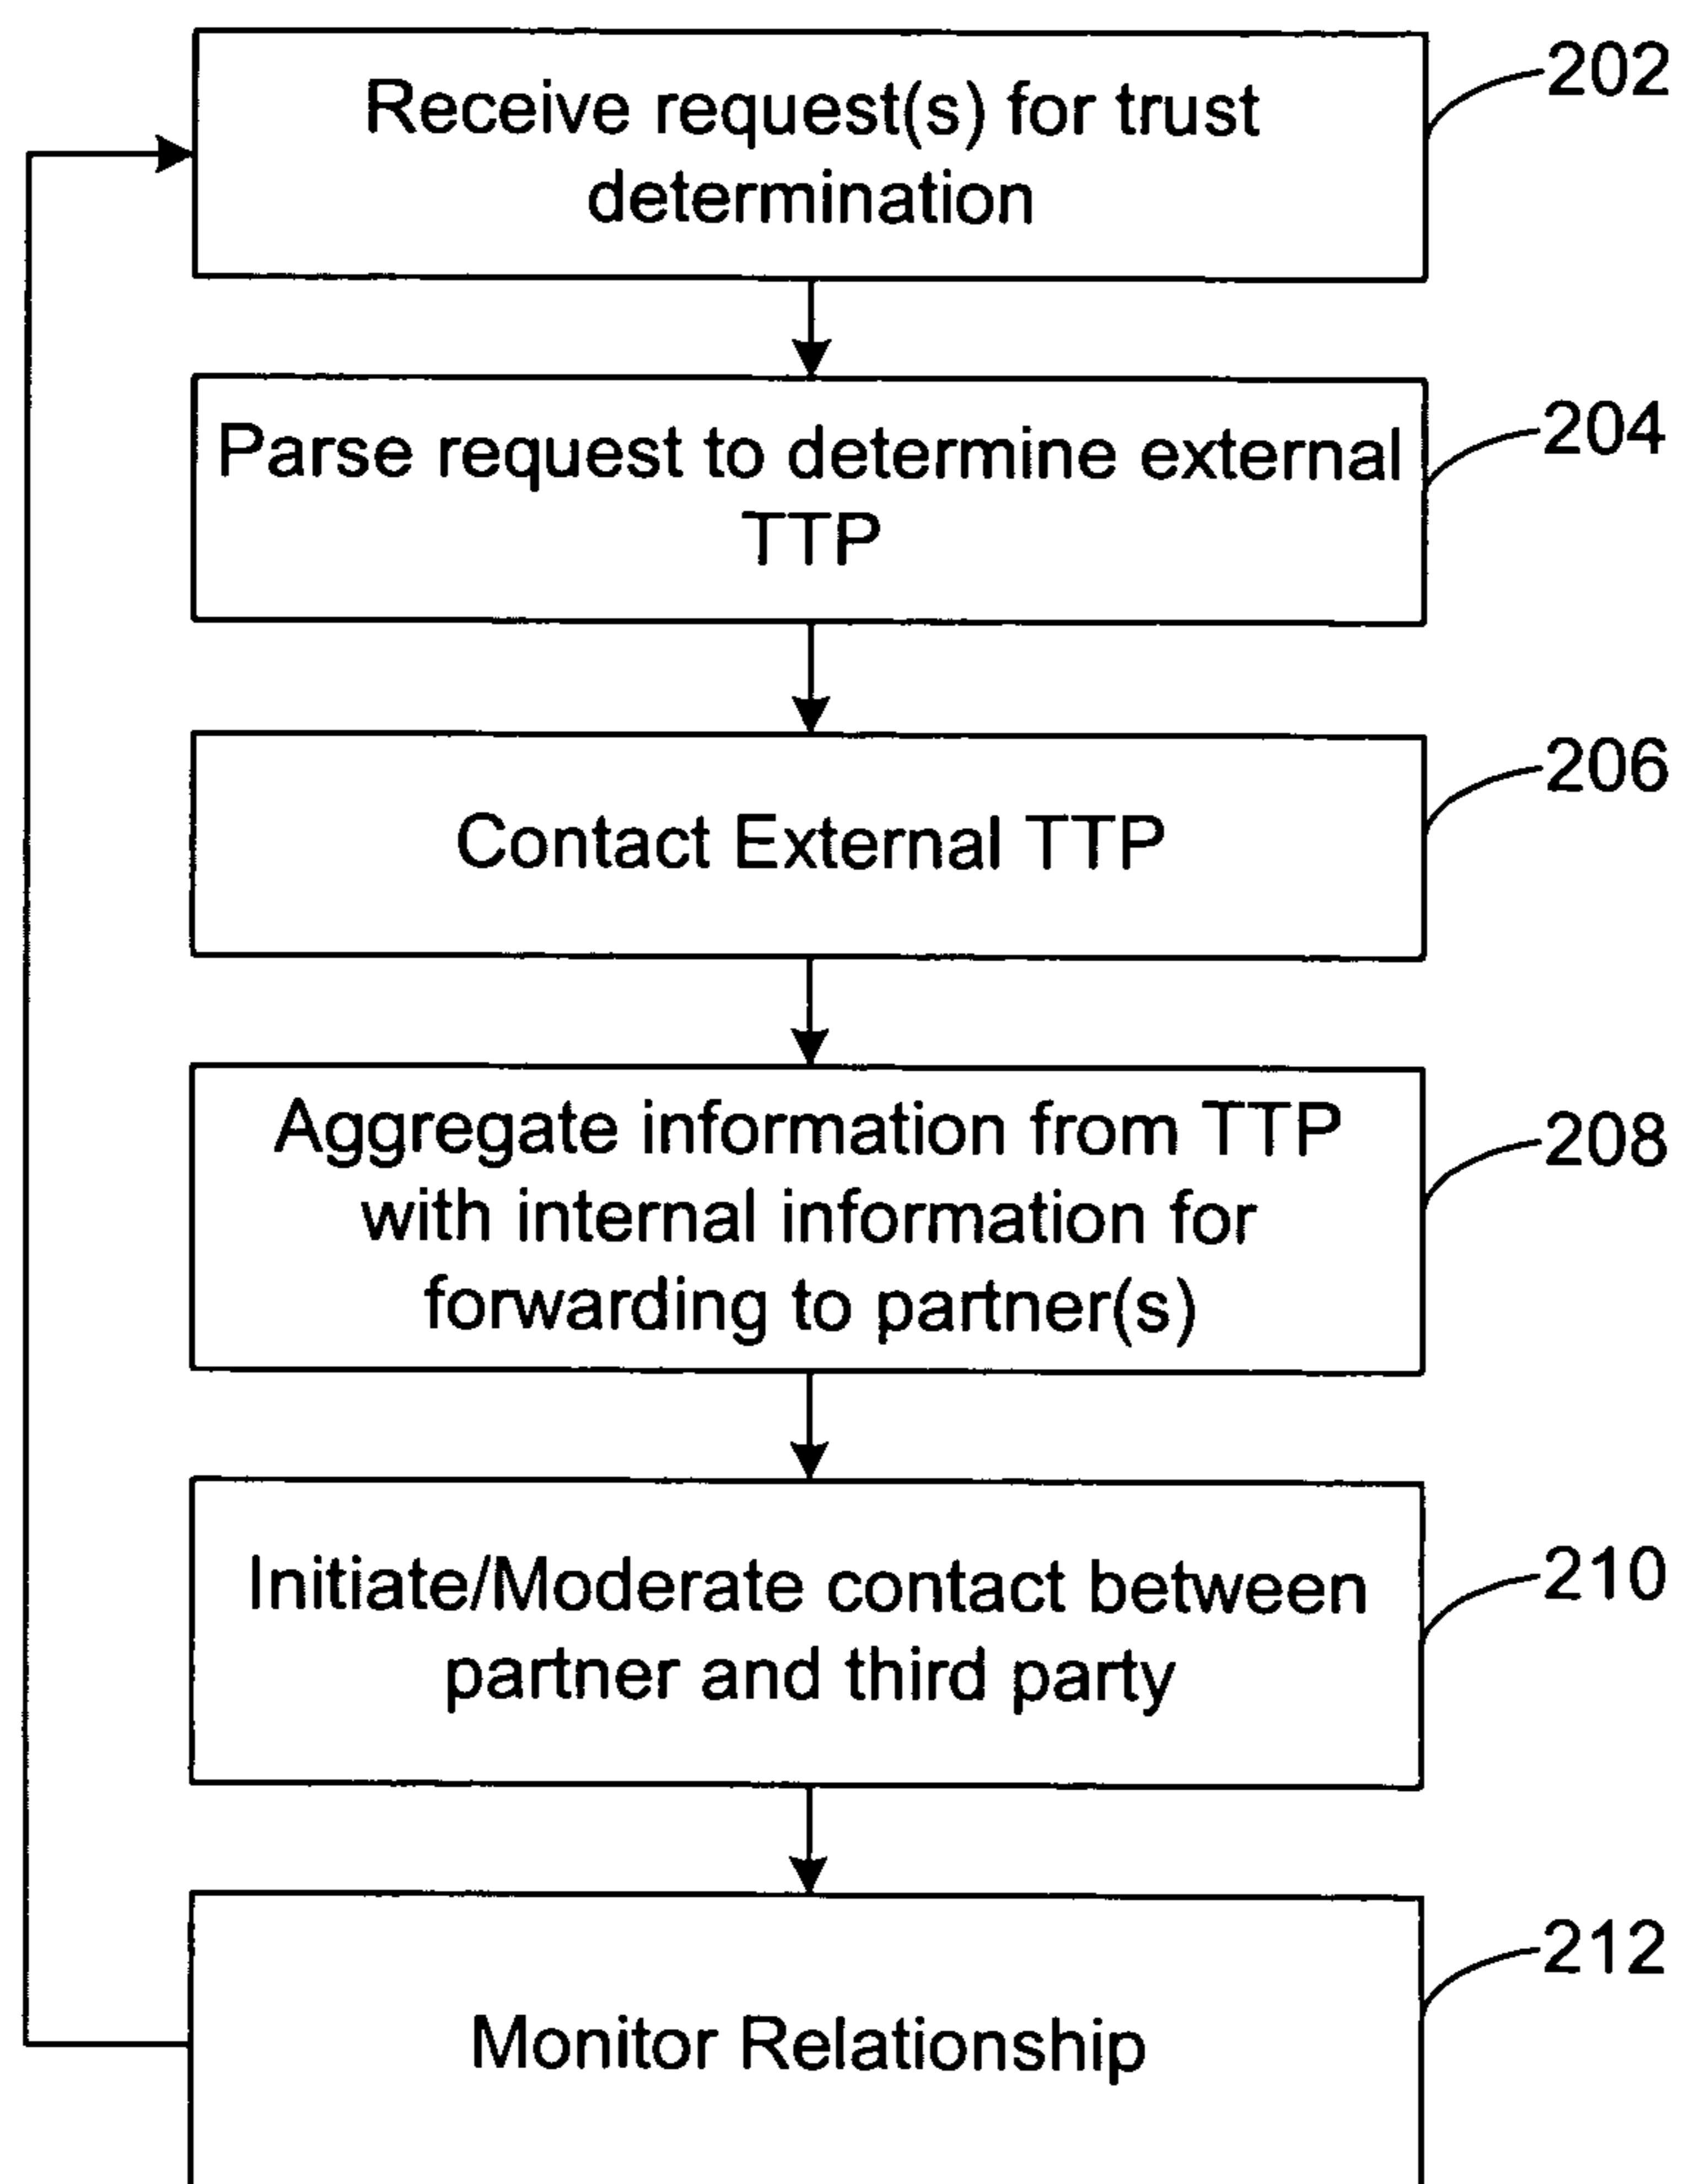 202
Receive request(s) for trust
determination
204
Parse request to determine external
TTP
206
Contact External TTP
208
Aggregate information from TTP
with internal information for
forwarding to partner(s)
210
Initiate/Moderate contact between
partner and third party
212
Monitor Relationship